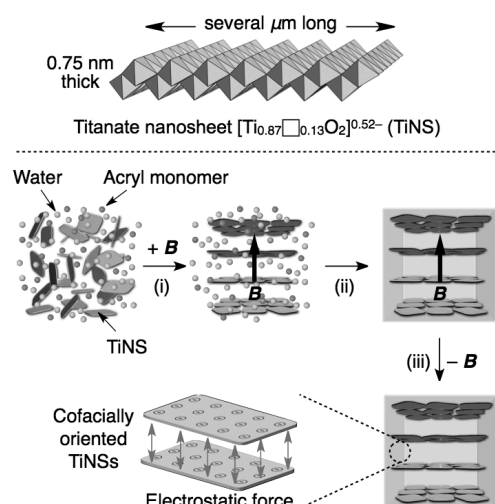 several μm long
0.75 nm
thick
Titanate nanosheet [Ti0.87□0.13O2]0.52– (TiNS)
Water
Acryl monomer
+ B
(i)
B
(ii)
B
TiNS
(iii)
– B
Cofacially
oriented
TiNSs
Electrostatic force